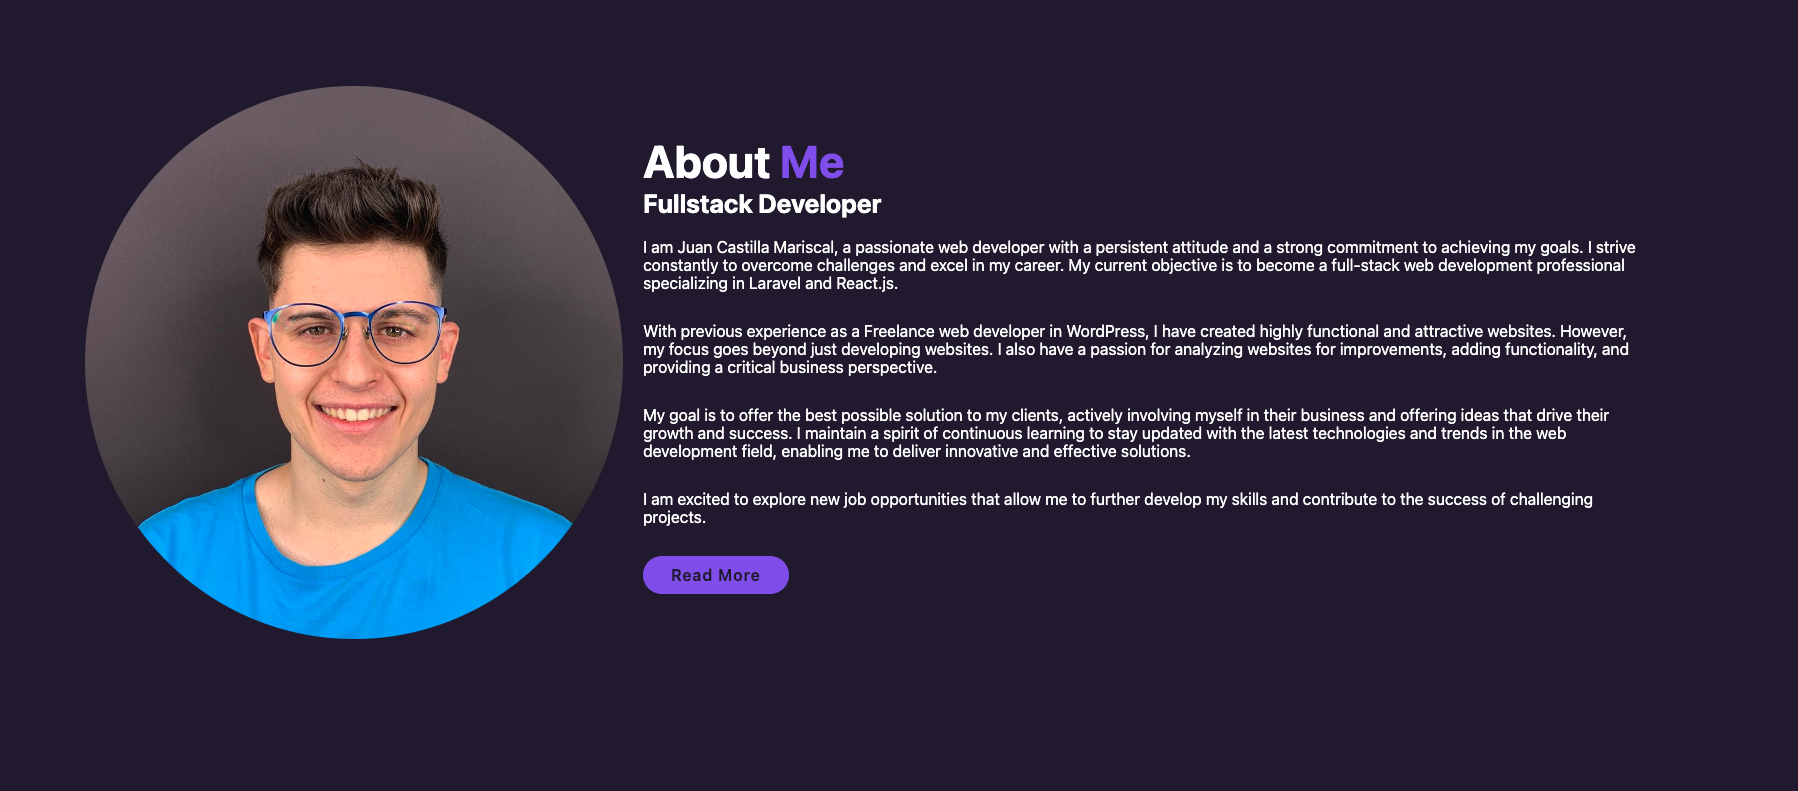 About Me
Fullstack Developer
I am Juan Castilla Mariscal, a passionate web developer with a persistent attitude and a strong commitment to achieving my goals. I strive
constantly to overcome challenges and excel in my career. My current objective is to become a full-stack web development professional
specializing in Laravel and React.js.
With previous experience as a Freelance web developer in WordPress, I have created highly functional and attractive websites. However,
my focus goes beyond just developing websites. I also have a passion for analyzing websites for improvements, adding functionality, and
providing a critical business perspective.
My goal is to offer the best possible solution to my clients, actively involving myself in their business and offering ideas that drive their
growth and success. I maintain a spirit of continuous learning to stay updated with the latest technologies and trends in the web
development field, enabling me to deliver innovative and effective solutions.
I am excited to explore new job opportunities that allow me to further develop my skills and contribute to the success of challenging
projects.
Read More